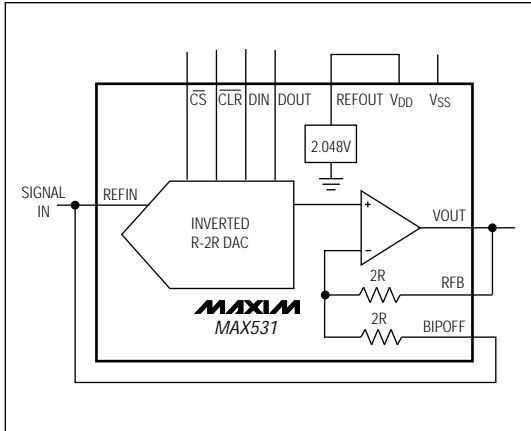 CS CLR DIN DOUT REFOUT VDD VSS
2.048V
SIGNAL
IN
REFIN
INVERTED
R-2R DAC
+
VOUT
−
2R
RFB
MAXIM
MAX531
2R
BIPOFF